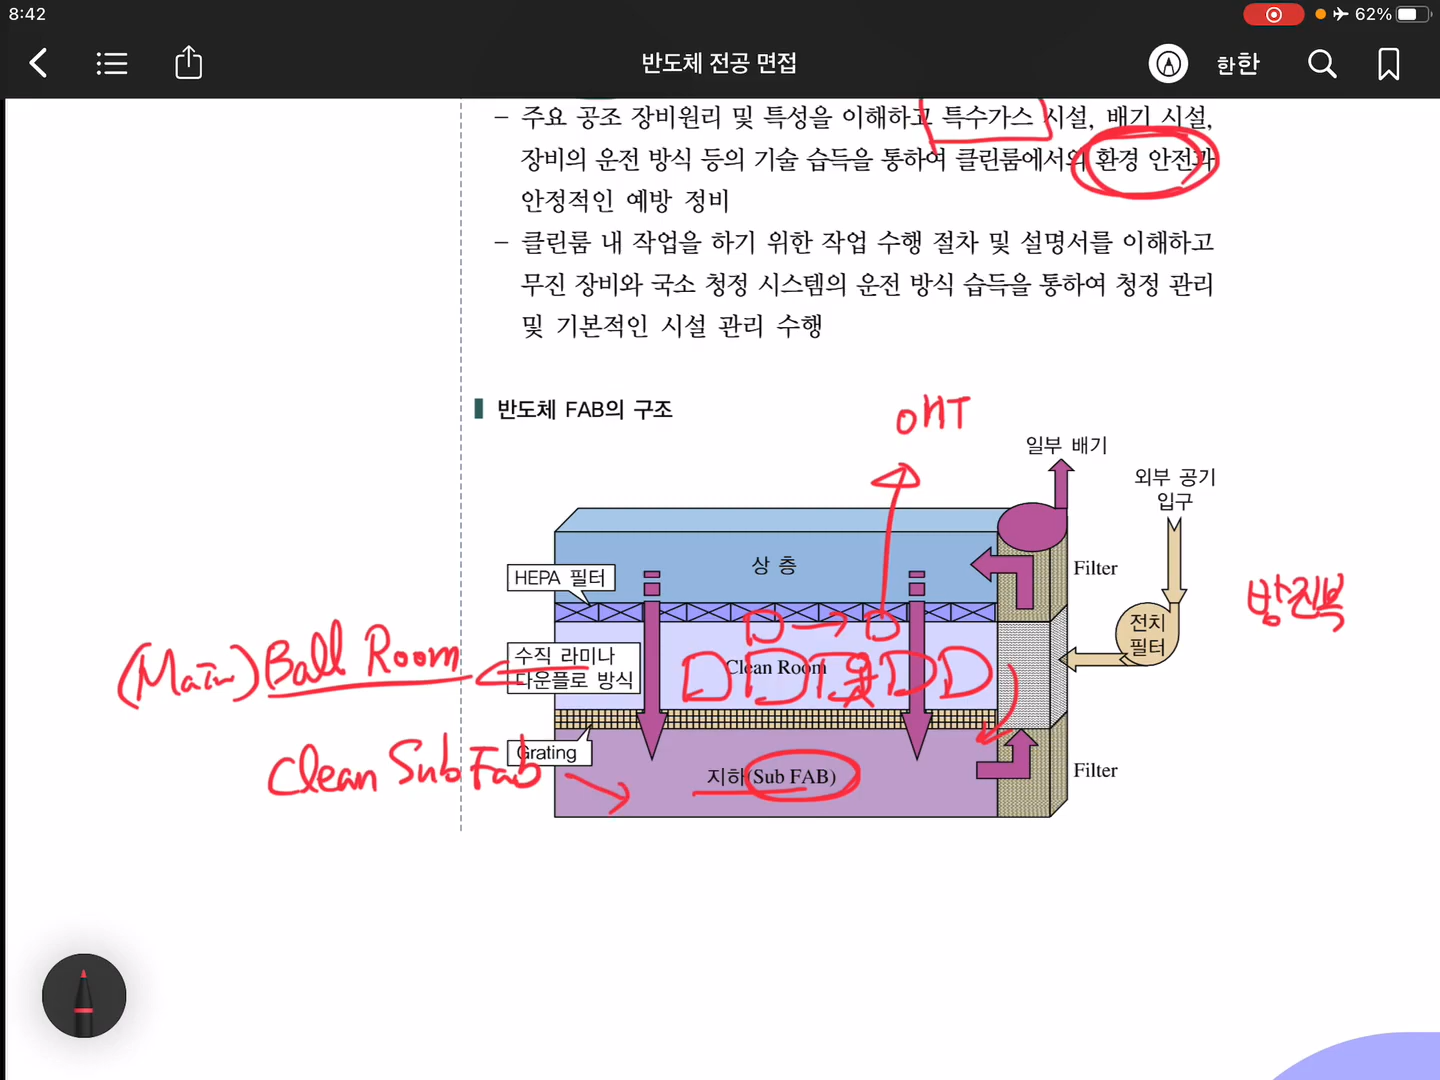 8:42
62%
반도체 전공 면접
한한
– 주요 공조 장비원리 및 특성을 이해하고 특수가스 시설, 배기 시설,
장비의 운전 방식 등의 기술 습득을 통하여 클린룸에서의 환경 안전과
안정적인 예방 정비
– 클린룸 내 작업을 하기 위한 작업 수행 절차 및 설명서를 이해하고
무진 장비와 국소 청정 시스템의 운전 방식 습득을 통하여 청정 관리
및 기본적인 시설 관리 수행
반도체 FAB의 구조
OHT
일부 배기
외부 공기
입구
상 층
HEPA 필터
Filter
방진복
전치
필터
(Main) Ball Room
수직 라미나
다운플로 방식
Clean Room
Grating
Clean Sub Fab
지하(Sub FAB)
Filter